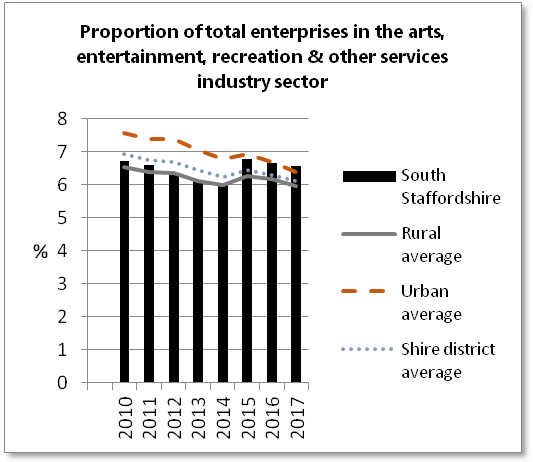 Proportion of total enterprises in the arts,
entertainment, recreation & other services
industry sector
8
7
6
5
4
3
2
1
0
%
2010
2011
2012
2013
2014
2015
2016
2017
South
Staffordshire
Rural
average
Urban
average
Shire district
average